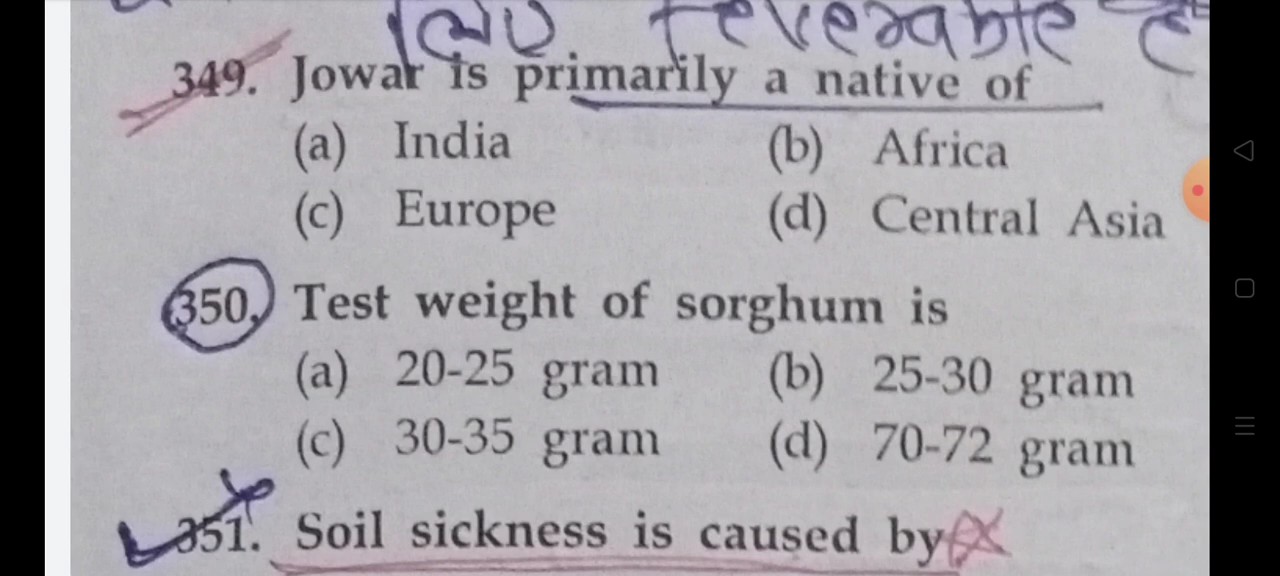 reverable
349. Jowar is primarily a native of
(a) India (b) Africa
(c) Europe (d) Central Asia
350. Test weight of sorghum is
(a) 20-25 gram (b) 25-30 gram
(c) 30-35 gram (d) 70-72 gram
351. Soil sickness is caused by